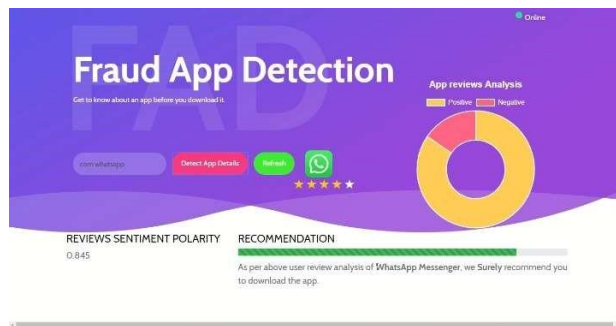 Online
FAD
Fraud App Detection
Get to know about an app before you download it.
App reviews Analysis
Positive Negative
com.whatsapp
Detect App Details
Refresh
REVIEWS SENTIMENT POLARITY
0.845
RECOMMENDATION
As per above user review analysis of WhatsApp Messenger, we Surely recommend you
to download the app.